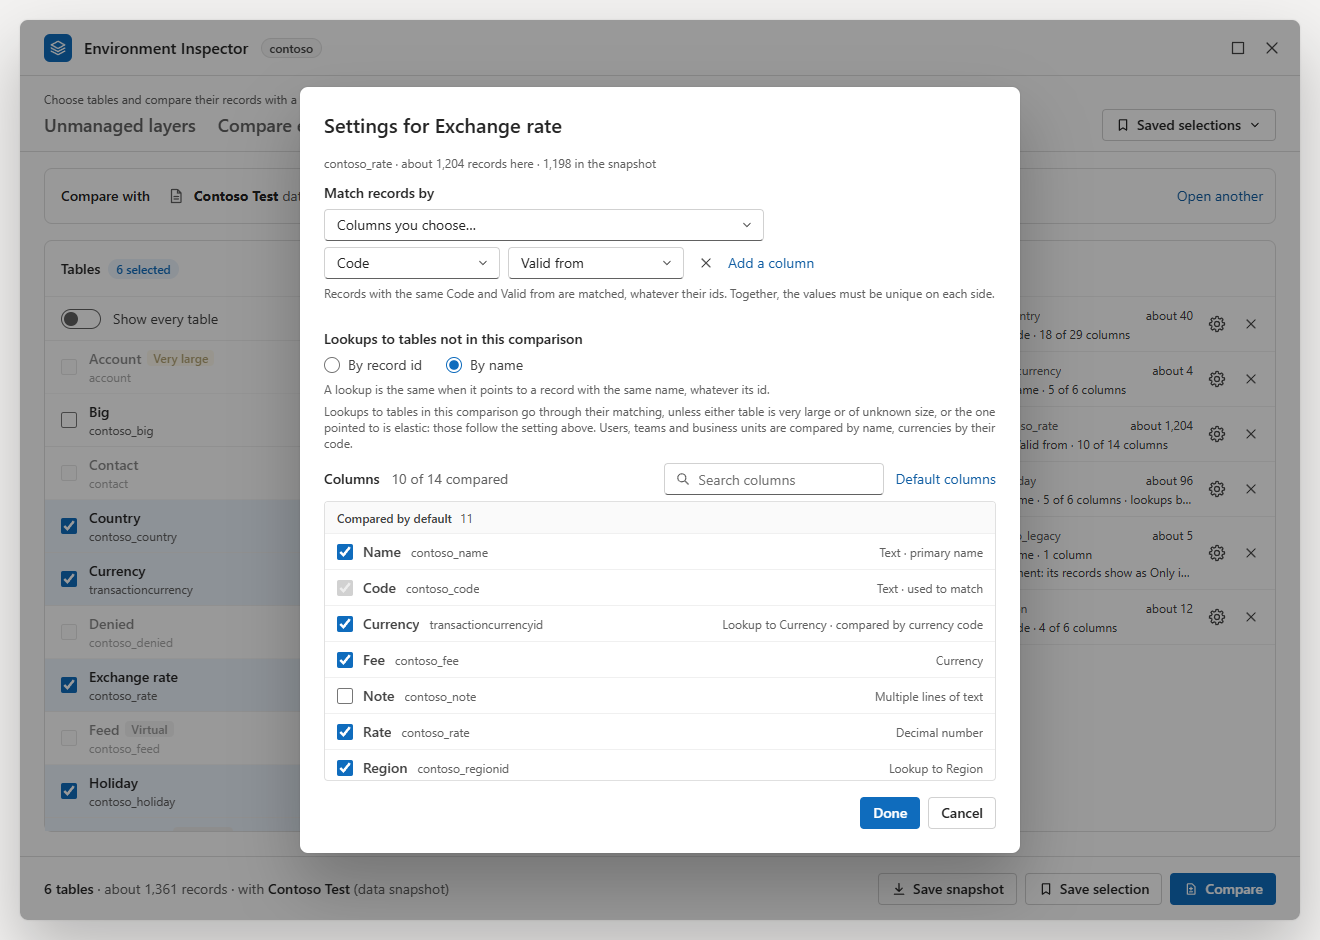 Environment Inspector contoso
Choose tables and compare their records with a
Unmanaged layers Compare
Saved selections
Compare with Contoso Test
Open another
Tables 6 selected
Show every table
Account Very large
account
Big
contoso_big
Contact
contact
Country
contoso_country
Currency
transactioncurrency
Denied
contoso_denied
Exchange rate
contoso_rate
Feed Virtual
contoso_feed
Holiday
contoso_holiday
Settings for Exchange rate
contoso_rate · about 1,204 records here · 1,198 in the snapshot
Match records by
Columns you choose...
Code Valid from Add a column
Records with the same Code and Valid from are matched, whatever their ids. Together, the values must be unique on each side.
Lookups to tables not in this comparison
By record id By name
A lookup is the same when it points to a record with the same name, whatever its id.
Lookups to tables in this comparison go through their matching, unless either table is very large or of unknown size, or the one
pointed to is elastic: those follow the setting above. Users, teams and business units are compared by name, currencies by their
code.
Columns 10 of 14 compared Search columns Default columns
Compared by default 11
Name contoso_name Text · primary name
Code contoso_code Text · used to match
Currency transactioncurrencyid Lookup to Currency · compared by currency code
Fee contoso_fee Currency
Note contoso_note Multiple lines of text
Rate contoso_rate Decimal number
Region contoso_regionid Lookup to Region
Done Cancel
about 40
· 18 of 29 columns
about 4
· 5 of 6 columns
about 1,204
from · 10 of 14 columns
about 96
· 5 of 6 columns · lookups b...
about 5
· 1 column
its records show as Only i...
about 12
· 4 of 6 columns
6 tables · about 1,361 records · with Contoso Test (data snapshot)
Save snapshot Save selection Compare